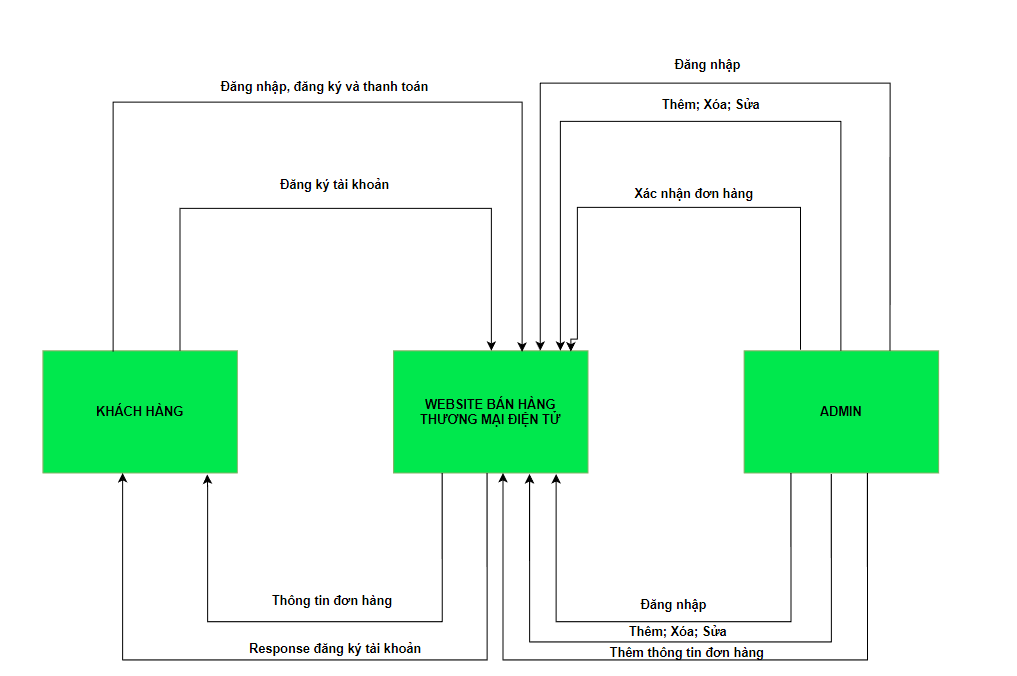 Đăng nhập
Đăng nhập, đăng ký và thanh toán
Thêm; Xóa; Sửa
Đăng ký tài khoản
Xác nhận đơn hàng
KHÁCH HÀNG
WEBSITE BÁN HÀNG
THƯƠNG MẠI ĐIỆN TỬ
ADMIN
Thông tin đơn hàng
Đăng nhập
Thêm; Xóa; Sửa
Response đăng ký tài khoản
Thêm thông tin đơn hàng